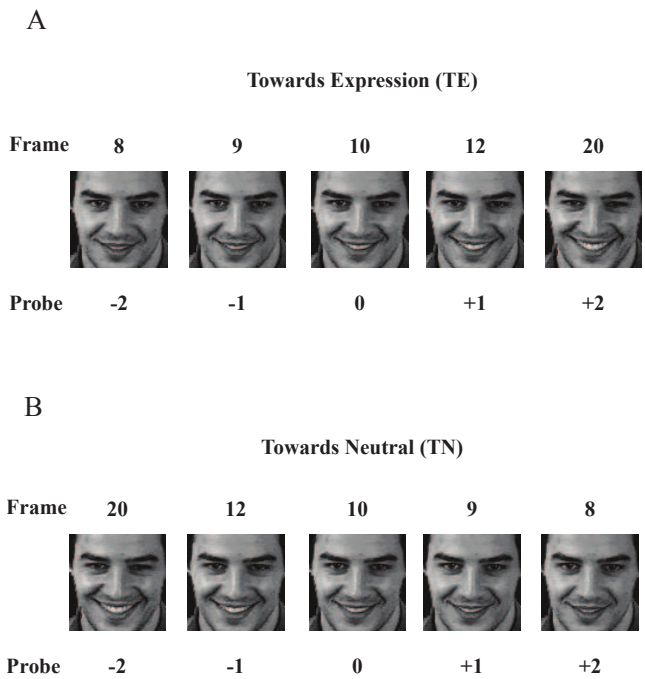 A
Towards Expression (TE)
Frame 8 9 10 12 20
Probe -2 -1 0 +1 +2
B
Towards Neutral (TN)
Frame 20 12 10 9 8
Probe -2 -1 0 +1 +2